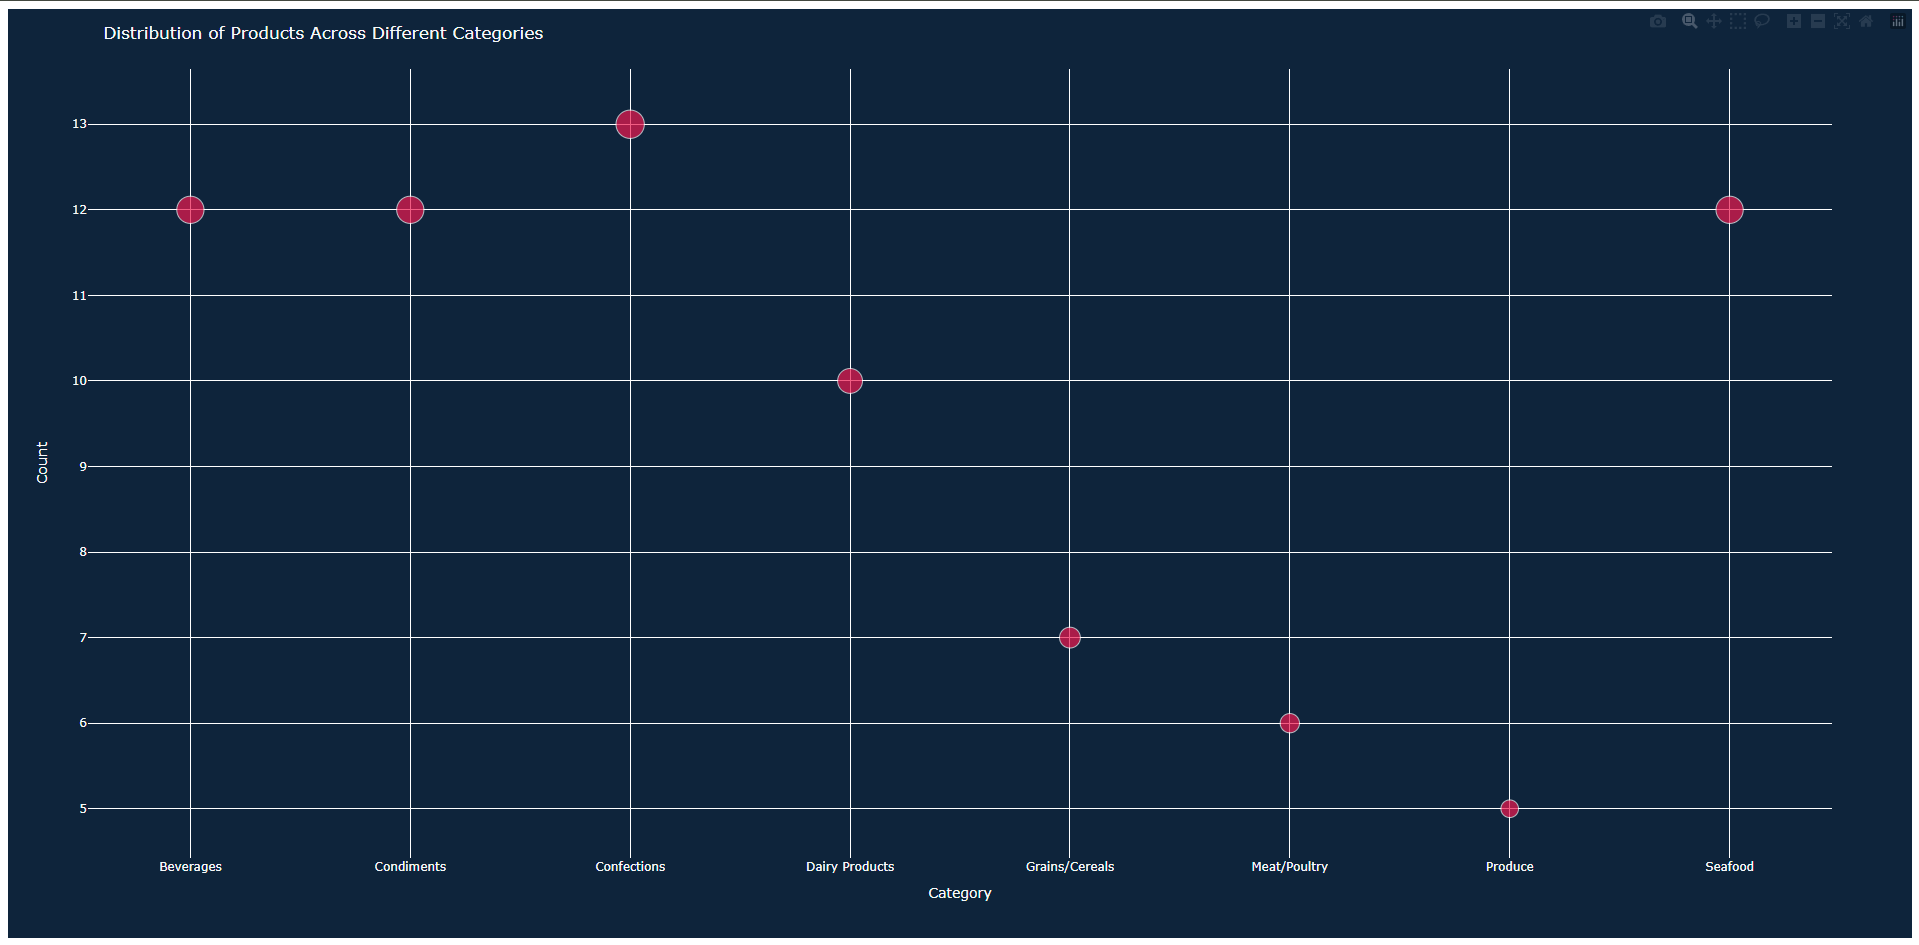 Distribution of Products Across Different Categories
13
12
11
10
9
8
7
6
5
Count
Beverages Condiments Confections Dairy Products Grains/Cereals Meat/Poultry Produce Seafood
Category